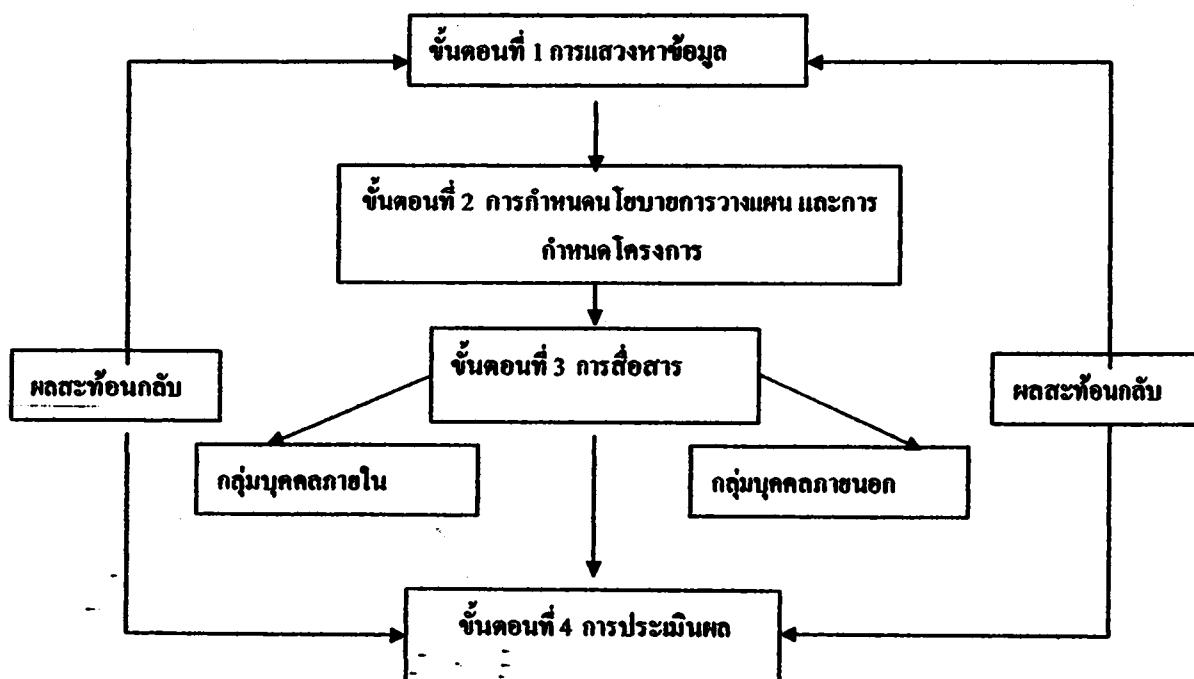 ขั้นตอนที่ 1 การแสวงหาข้อมูล
ขั้นตอนที่ 2 การกำหนดนโยบายการวางแผน และการ
กำหนดโครงการ
ขั้นตอนที่ 3 การสื่อสาร
ผลสะท้อนกลับ
ผลสะท้อนกลับ
กลุ่มบุคคลภายใน
กลุ่มบุคคลภายนอก
ขั้นตอนที่ 4 การประเมินผล